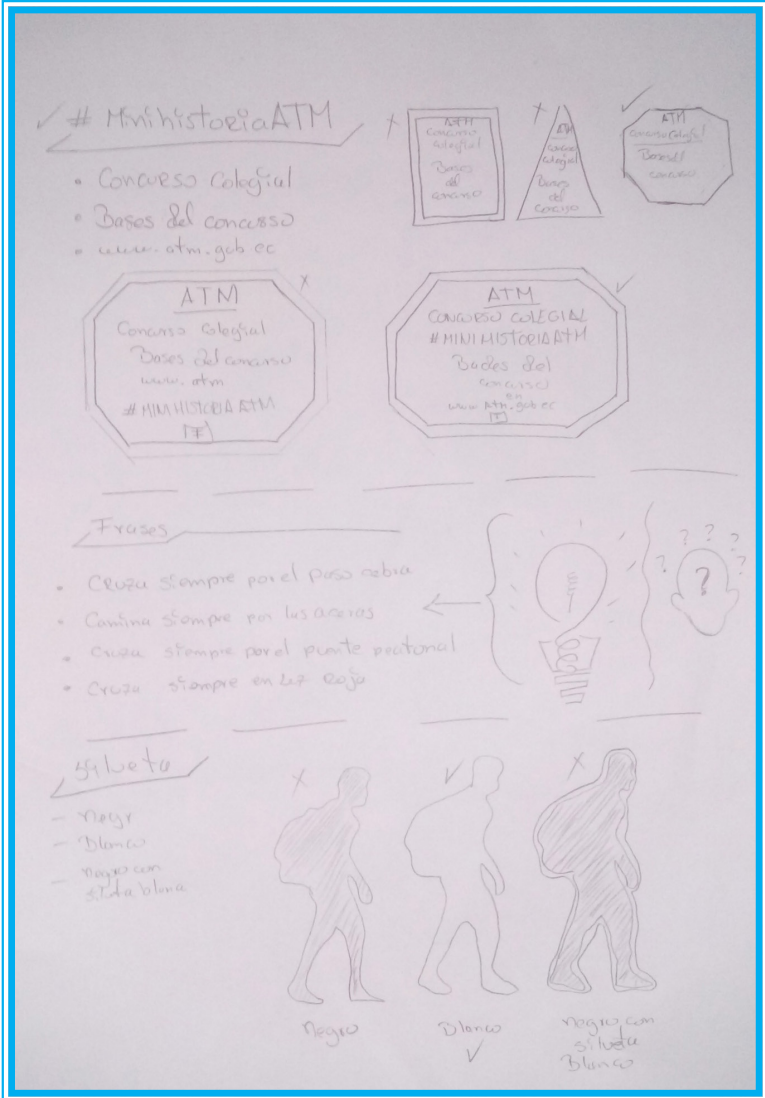 # MinihistoriaATM
• Concurso Colegial
• Bases del concurso
• www.atm.gob.ec
ATM
Concurso
Colegial
Bases
del
concurso
ATM
Concurso
Colegial
Bases
del
concurso
ATM
Concurso Colegial
Bases del
concurso
ATM
Concurso Colegial
Bases del concurso
www.atm
#MINIHISTORIA ATM
ATM
CONCURSO COLEGIAL
#MINIHISTORIAATM
Bases del
concurso
en
www.atm.gob.ec
Frases
• Cruza siempre por el paso cebra
• Camina siempre por las aceras
• Cruza siempre por el puente peatonal
• Cruza siempre en luz Roja
? ? ? ? ? ?
Silueta
- negr
- Blanco
- negro con
Negro
Blanco
negro con
silueta
Blanco